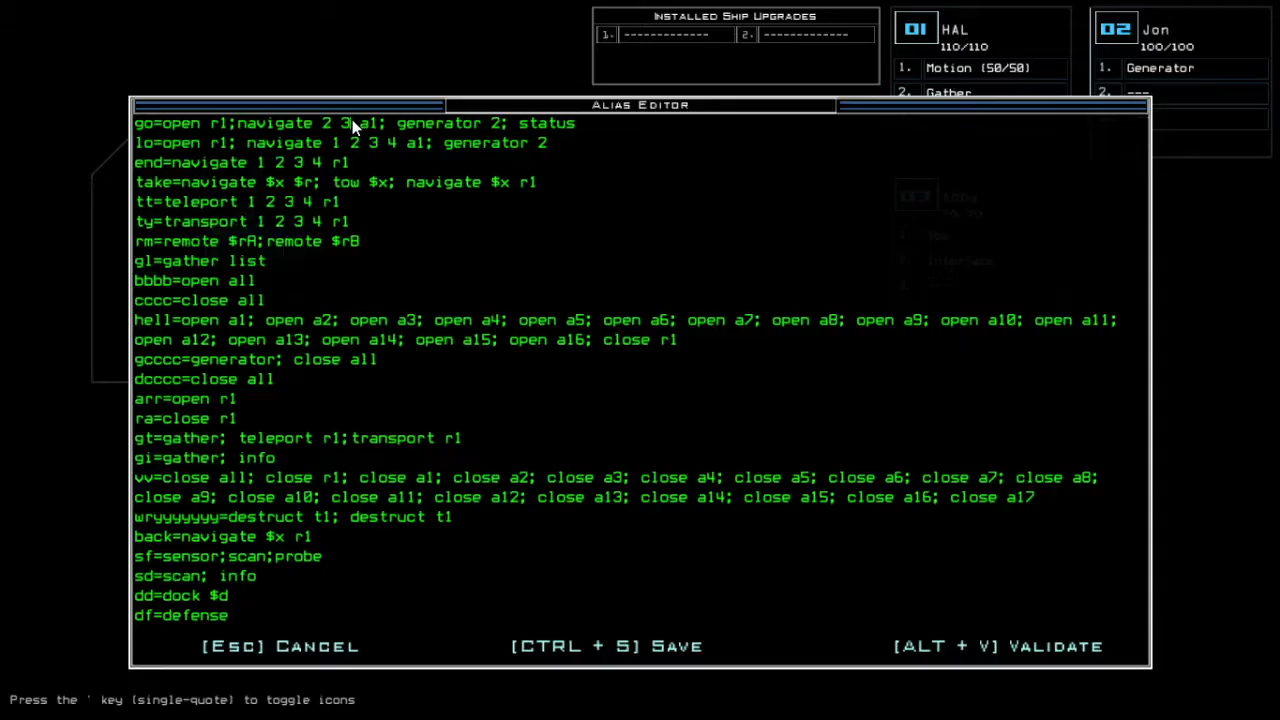 Installed Ship Upgrades
1. ------------- 2. -------------
01 HAL
110/110
1. Motion (50/50)
2. Gather
02 Jon
100/100
1. Generator
2. ---
Alias Editor
go=open r1;navigate 2 3 a1; generator 2; status
lo=open r1; navigate 1 2 3 4 a1; generator 2
end=navigate 1 2 3 4 r1
take=navigate $x $r; tow $x; navigate $x r1
tt=teleport 1 2 3 4 r1
ty=transport 1 2 3 4 r1
rm=remote $rA;remote $rB
gl=gather list
bbbb=open all
cccc=close all
hell=open a1; open a2; open a3; open a4; open a5; open a6; open a7; open a8; open a9; open a10; open a11;
open a12; open a13; open a14; open a15; open a16; close r1
gcccc=generator; close all
dcccc=close all
arr=open r1
ra=close r1
gt=gather; teleport r1;transport r1
gi=gather; info
vv=close all; close r1; close a1; close a2; close a3; close a4; close a5; close a6; close a7; close a8;
close a9; close a10; close a11; close a12; close a13; close a14; close a15; close a16; close a17
wryyyyyyy=destruct t1; destruct t1
back=navigate $x r1
sf=sensor;scan;probe
sd=scan; info
dd=dock $d
df=defense
[Esc] Cancel
[CTRL + S] Save
[ALT + V] Validate
Press the ' key (single-quote) to toggle icons